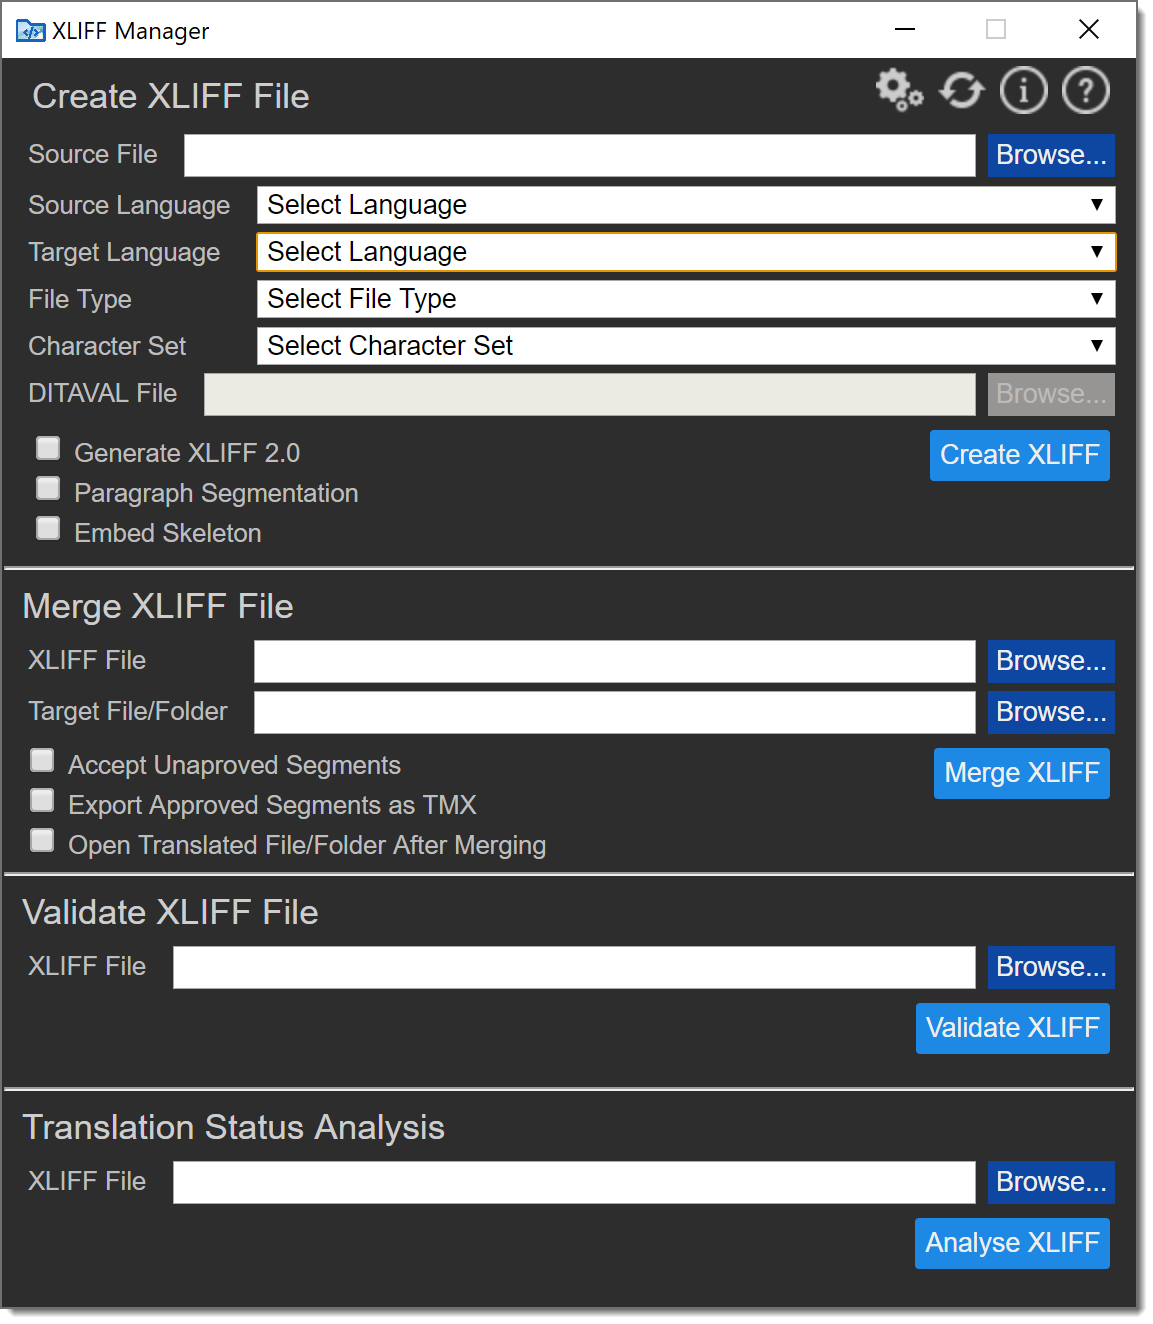 XLIFF Manager
Create XLIFF File
Source File Browse...
Source Language Select Language
Target Language Select Language
File Type Select File Type
Character Set Select Character Set
DITAVAL File Browse...
Generate XLIFF 2.0 Create XLIFF
Paragraph Segmentation
Embed Skeleton
Merge XLIFF File
XLIFF File Browse...
Target File/Folder Browse...
Accept Unaproved Segments Merge XLIFF
Export Approved Segments as TMX
Open Translated File/Folder After Merging
Validate XLIFF File
XLIFF File Browse...
Validate XLIFF
Translation Status Analysis
XLIFF File Browse...
Analyse XLIFF